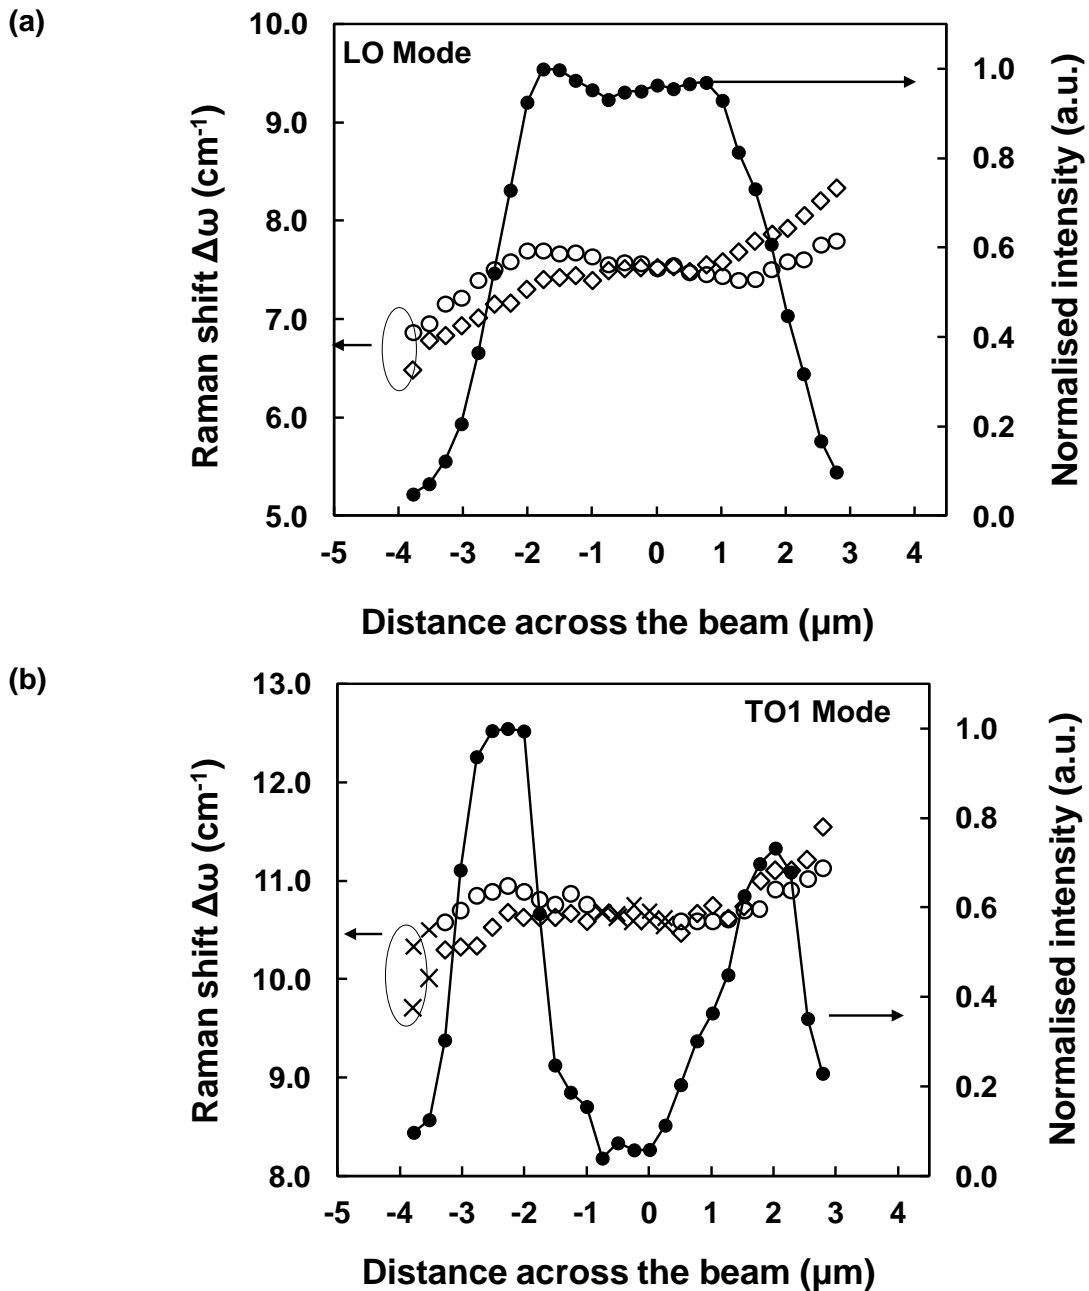 (a)
LO Mode
10.0
9.0
8.0
7.0
6.0
5.0
Raman shift Δω (cm-1)
1.0
0.8
0.6
0.4
0.2
0.0
Normalised intensity (a.u.)
-5 -4 -3 -2 -1 0 1 2 3 4
Distance across the beam (µm)
(b)
TO1 Mode
13.0
12.0
11.0
10.0
9.0
8.0
Raman shift Δω (cm-1)
1.0
0.8
0.6
0.4
0.2
0.0
Normalised intensity (a.u.)
-5 -4 -3 -2 -1 0 1 2 3 4
Distance across the beam (µm)